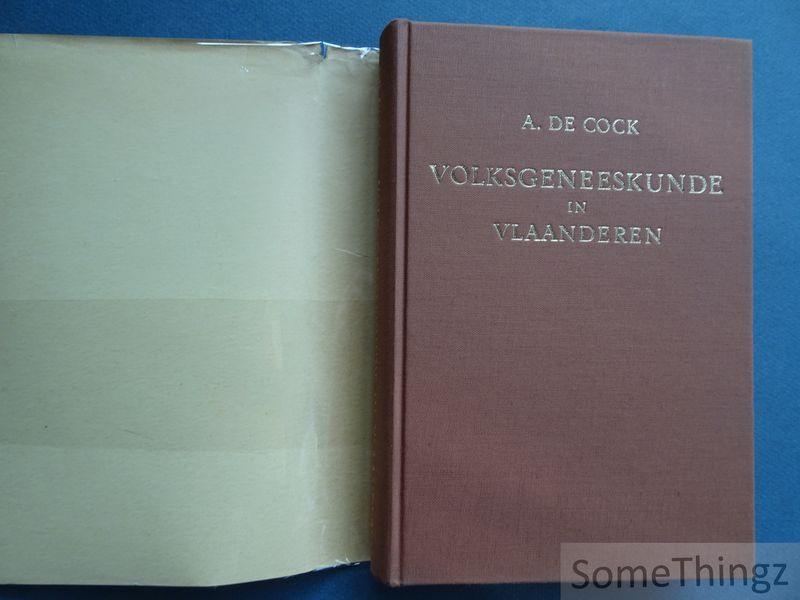 A. DE COCK
VOLKSGENEESKUNDE
IN
VLAANDEREN
SomeThingz